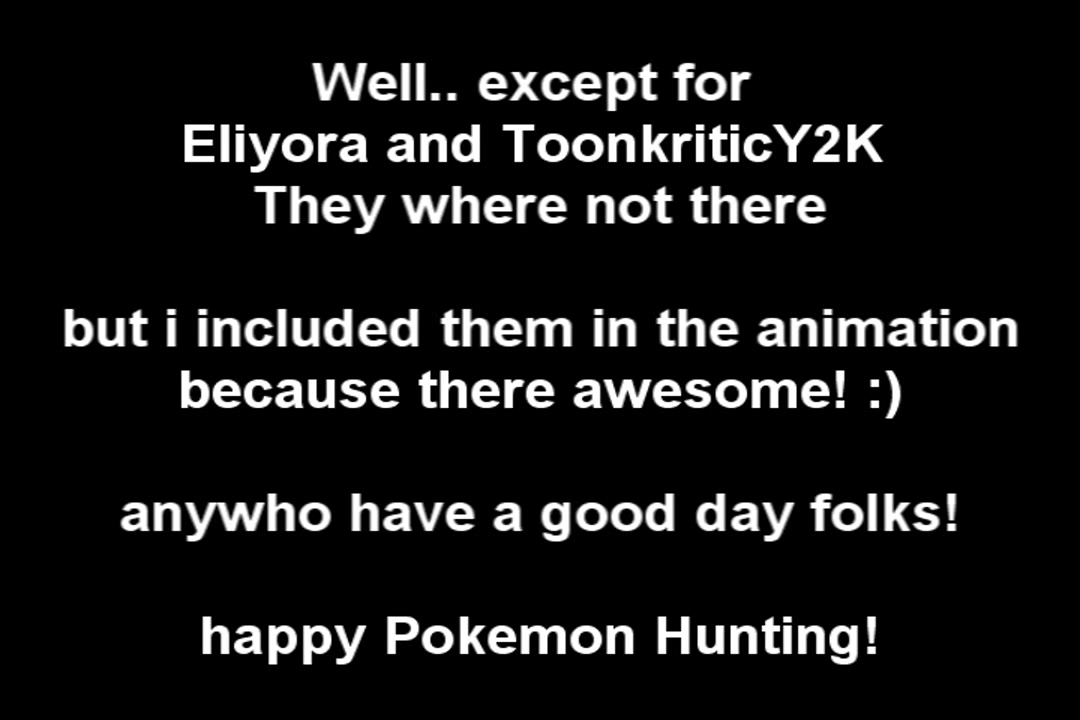 Well.. except for
Eliyora and ToonkriticY2K
They where not there
but i included them in the animation
because there awesome! :)
anywho have a good day folks!
happy Pokemon Hunting!